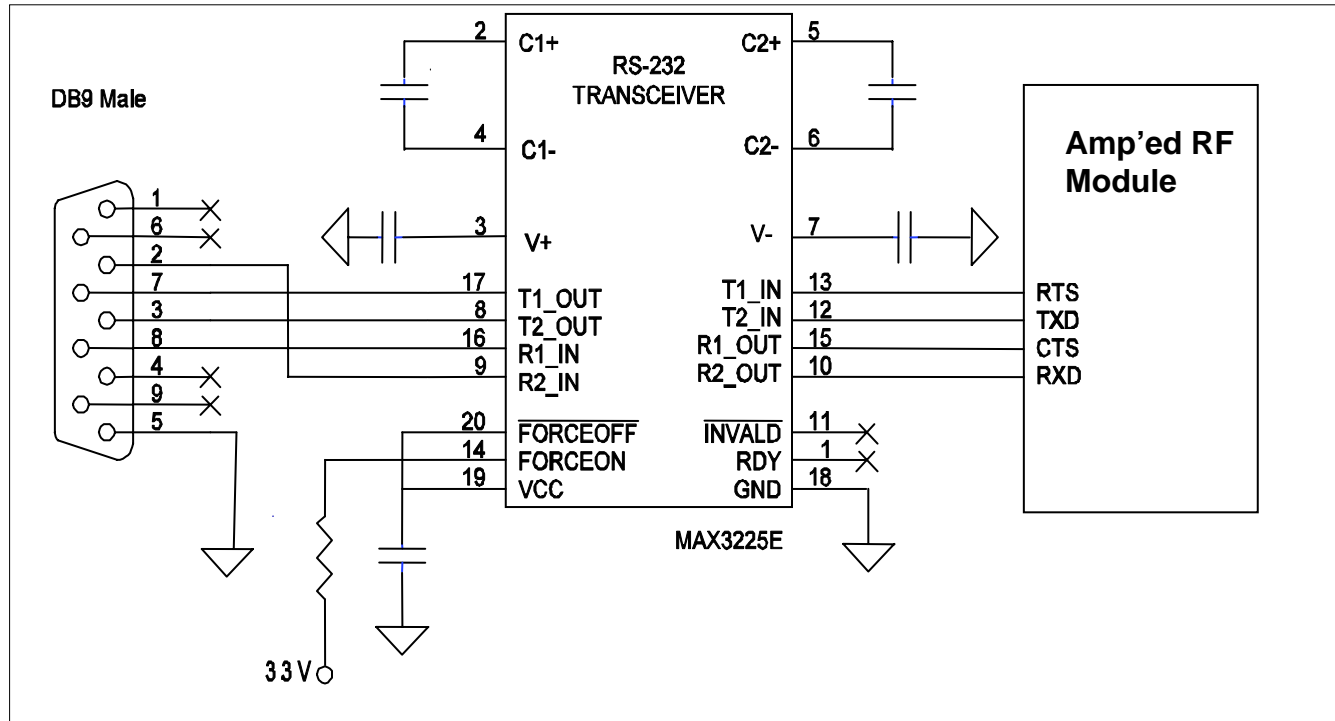 DB9 Male
1
6
2
7
3
8
4
9
5
2
4
3
17
8
16
9
20
14
19
C1+
C1-
V+
T1_OUT
T2_OUT
R1_IN
R2_IN
FORCEOFF
FORCEON
VCC
RS-232
TRANSCEIVER
C2+
C2-
V-
T1_IN
T2_IN
R1_OUT
R2_OUT
INVALD
RDY
GND
5
6
7
13
12
15
10
11
1
18
MAX3225E
Amp'ed RF
Module
RTS
TXD
CTS
RXD
3 3 V